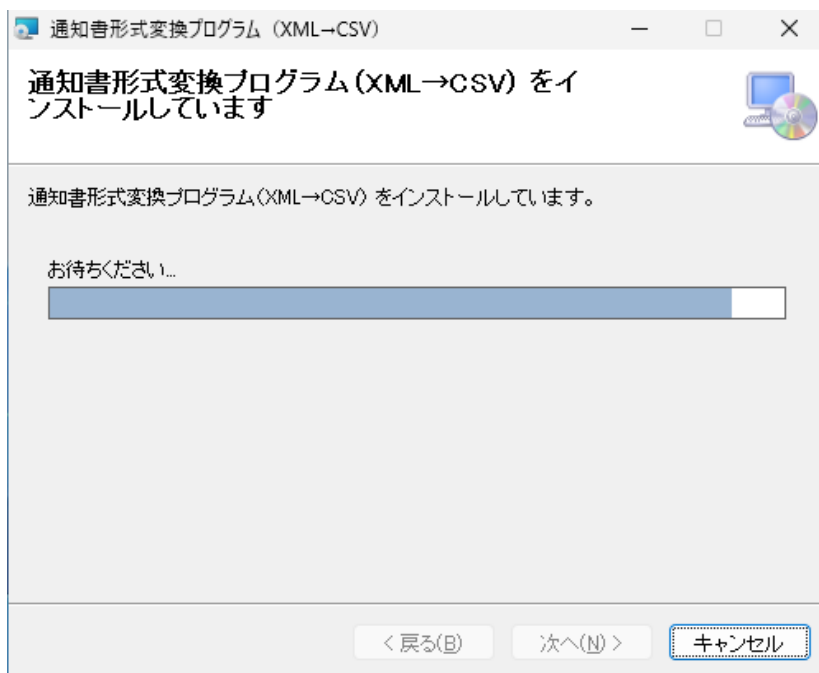 通知書形式変換プログラム（XML→CSV）
通知書形式変換プログラム(XML→CSV) をイ
ンストールしています
通知書形式変換プログラム(XML→CSV) をインストールしています。
お待ちください...
< 戻る(B)
次へ(N) >
キャンセル